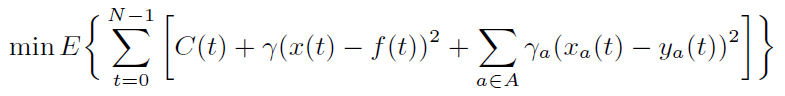 min E{ ∑_{t=0}^{N−1} [ C(t) + γ(x(t) − f(t))² + ∑_{a∈A} γ_a(x_a(t) − y_a(t))² ] }